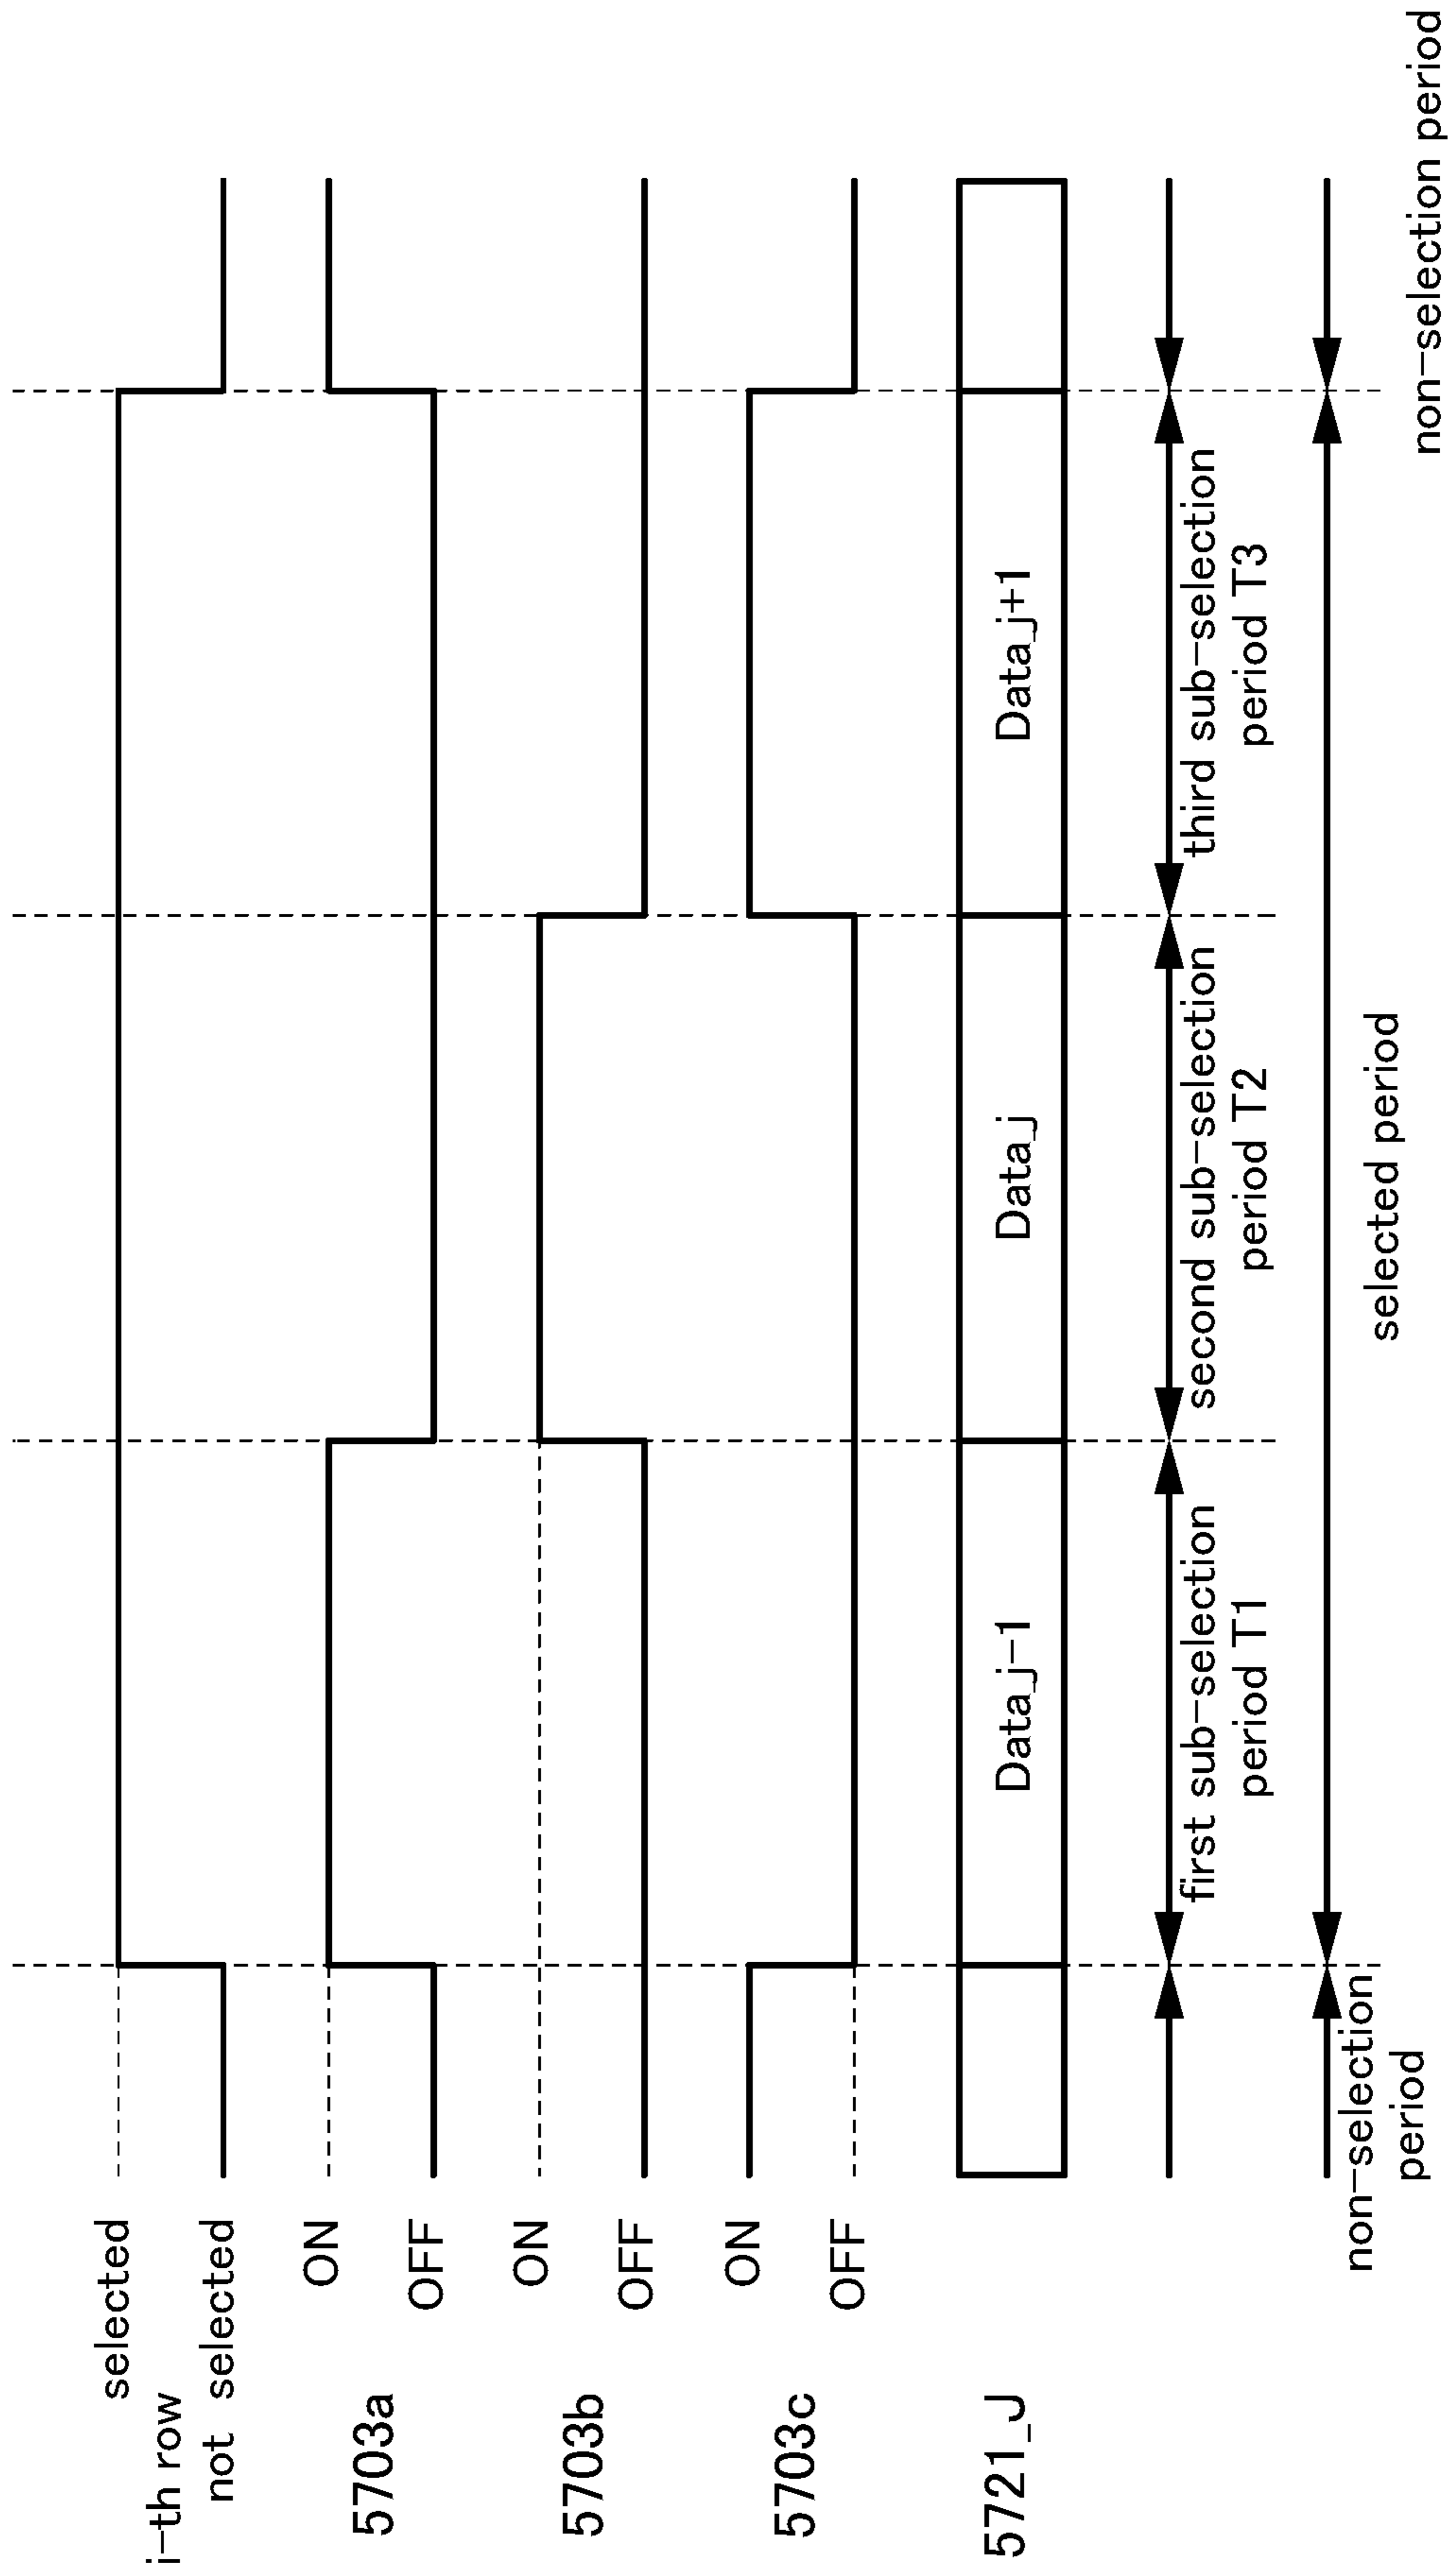 selected
i-th row
not selected
ON
5703a
OFF
ON
5703b
OFF
ON
5703c
OFF
5721_J
Data_j-1
Data_j
Data_j+1
first sub-selection
period T1
second sub-selection
period T2
third sub-selection
period T3
non-selection
period
selected period
non-selection period